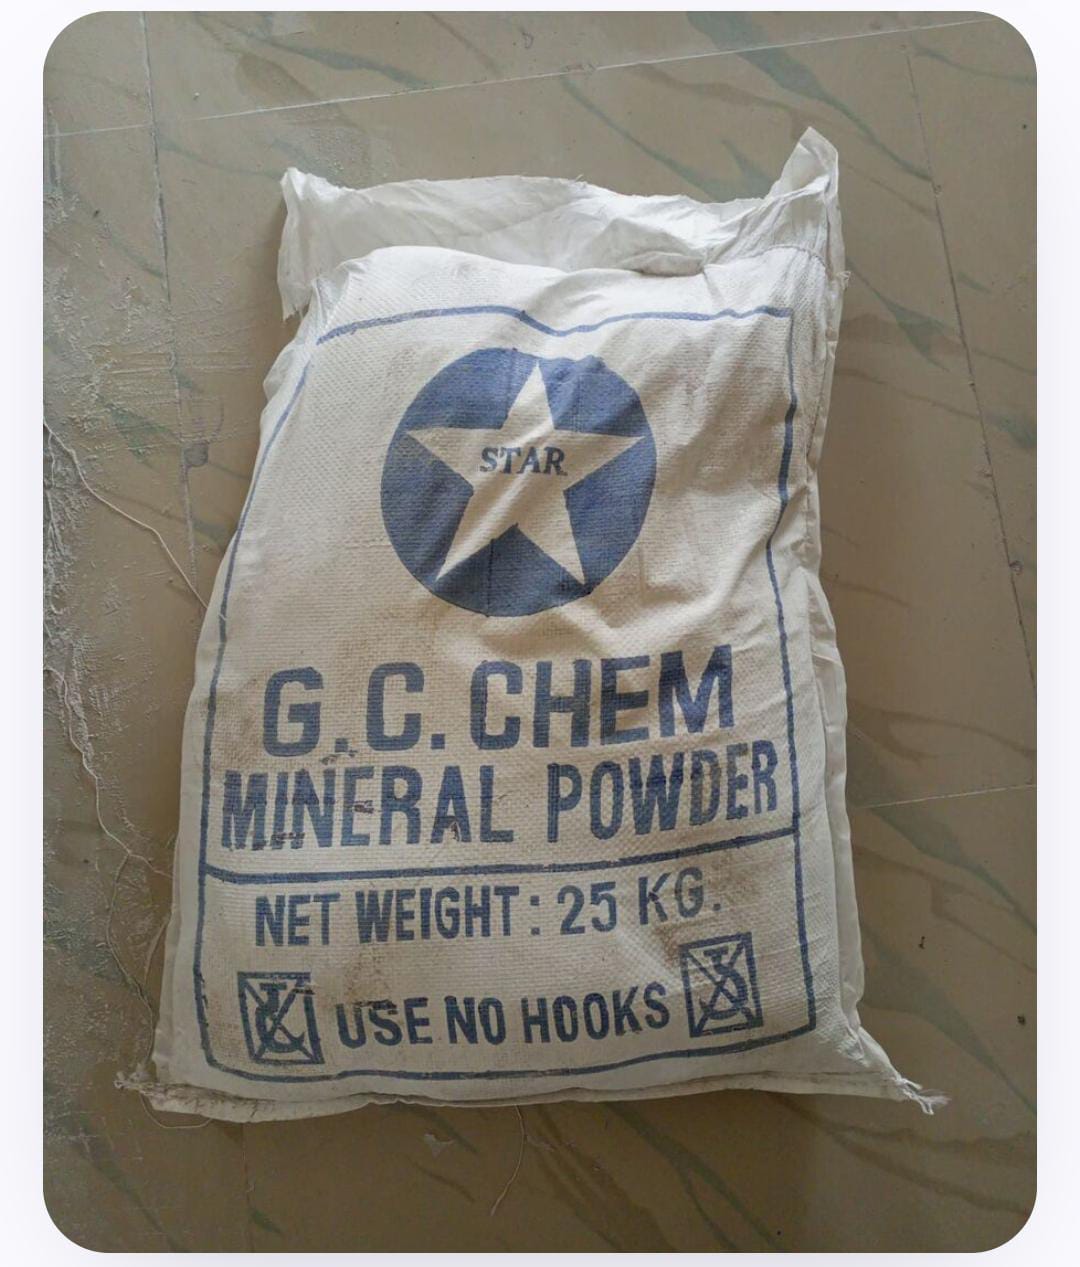 STAR
G.C. CHEM
MINERAL POWDER
NET WEIGHT : 25 KG.
USE NO HOOKS